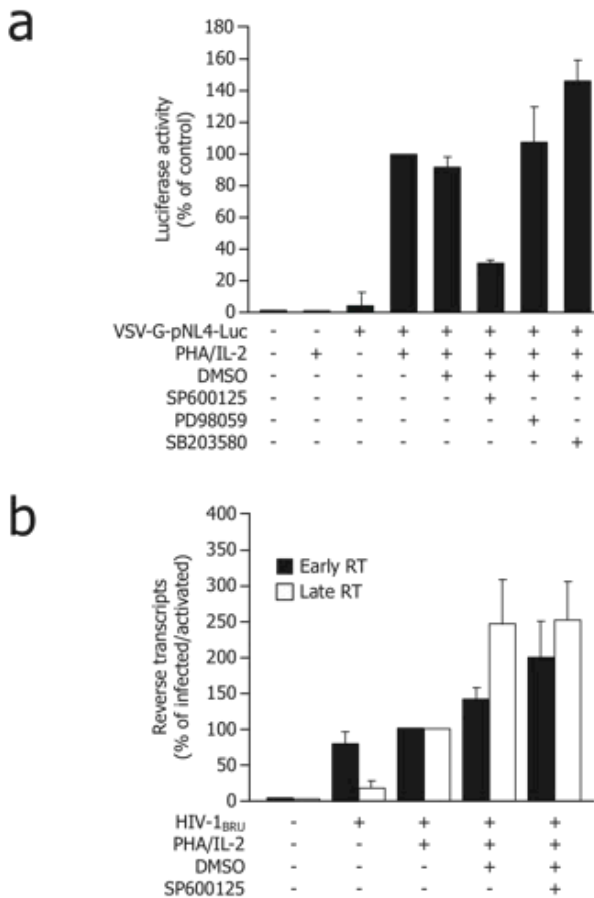 a
Luciferase activity
(% of control)
180
160
140
120
100
80
60
40
20
0
VSV-G-pNL4-Luc - - + + + + + +
PHA/IL-2 - + - + + + + +
DMSO - - - - + + + +
SP600125 - - - - - + - -
PD98059 - - - - - - + -
SB203580 - - - - - - - +
b
Reverse transcripts
(% of infected/activated)
350
300
250
200
150
100
50
0
Early RT
Late RT
HIV-1BRU - + + + +
PHA/IL-2 - - + + +
DMSO - - - + +
SP600125 - - - - +